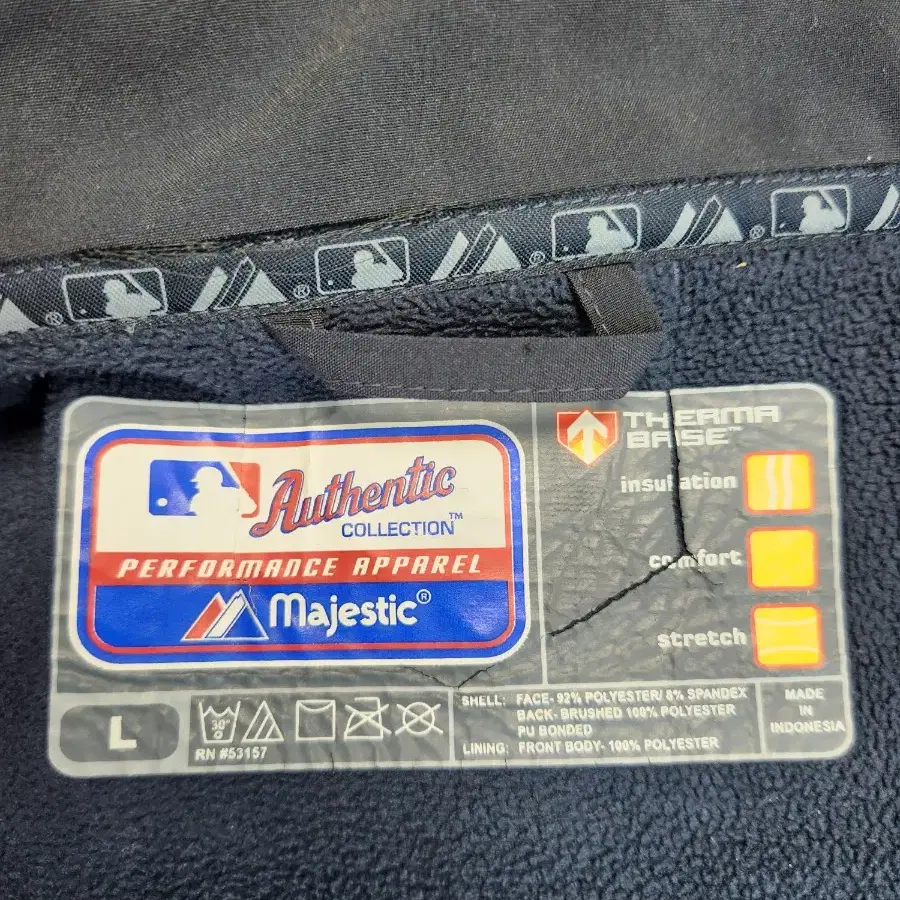 Authentic
COLLECTION™
PERFORMANCE APPAREL
Majestic®
THERMA
BASE™
insulation
comfort
stretch
L
30°
RN #53157
SHELL: FACE- 92% POLYESTER/ 8% SPANDEX
BACK- BRUSHED 100% POLYESTER
PU BONDED
LINING: FRONT BODY- 100% POLYESTER
MADE
IN
INDONESIA